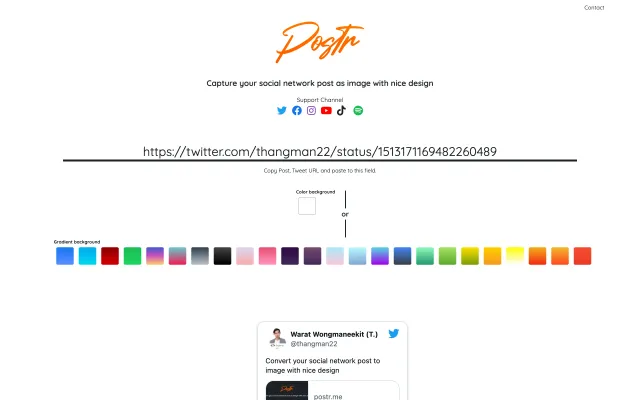 Contact
Postr
Capture your social network post as image with nice design
Support Channel
https://twitter.com/thangman22/status/1513171169482260489
Copy Post, Tweet URL and paste to this field.
Color background
or
Gradient background
Warat Wongmaneekit (T.)
@thangman22
Convert your social network post to
image with nice design
Postr
postr.me